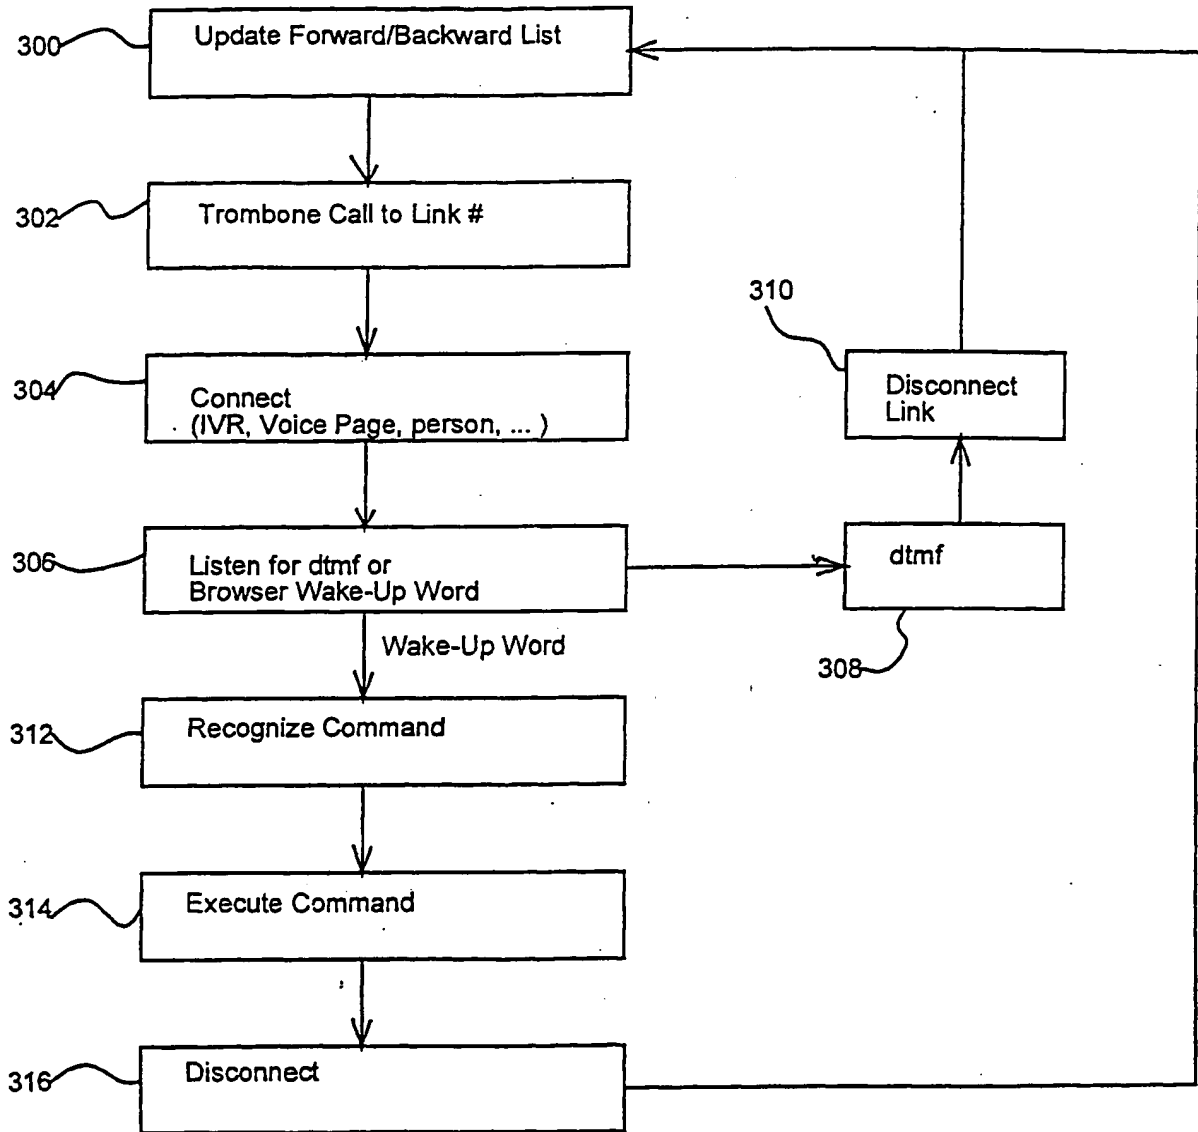 300
Update Forward/Backward List
302
Trombone Call to Link #
304
Connect
(IVR, Voice Page, person, ... )
310
Disconnect
Link
306
Listen for dtmf or
Browser Wake-Up Word
dtmf
308
Wake-Up Word
312
Recognize Command
314
Execute Command
316
Disconnect